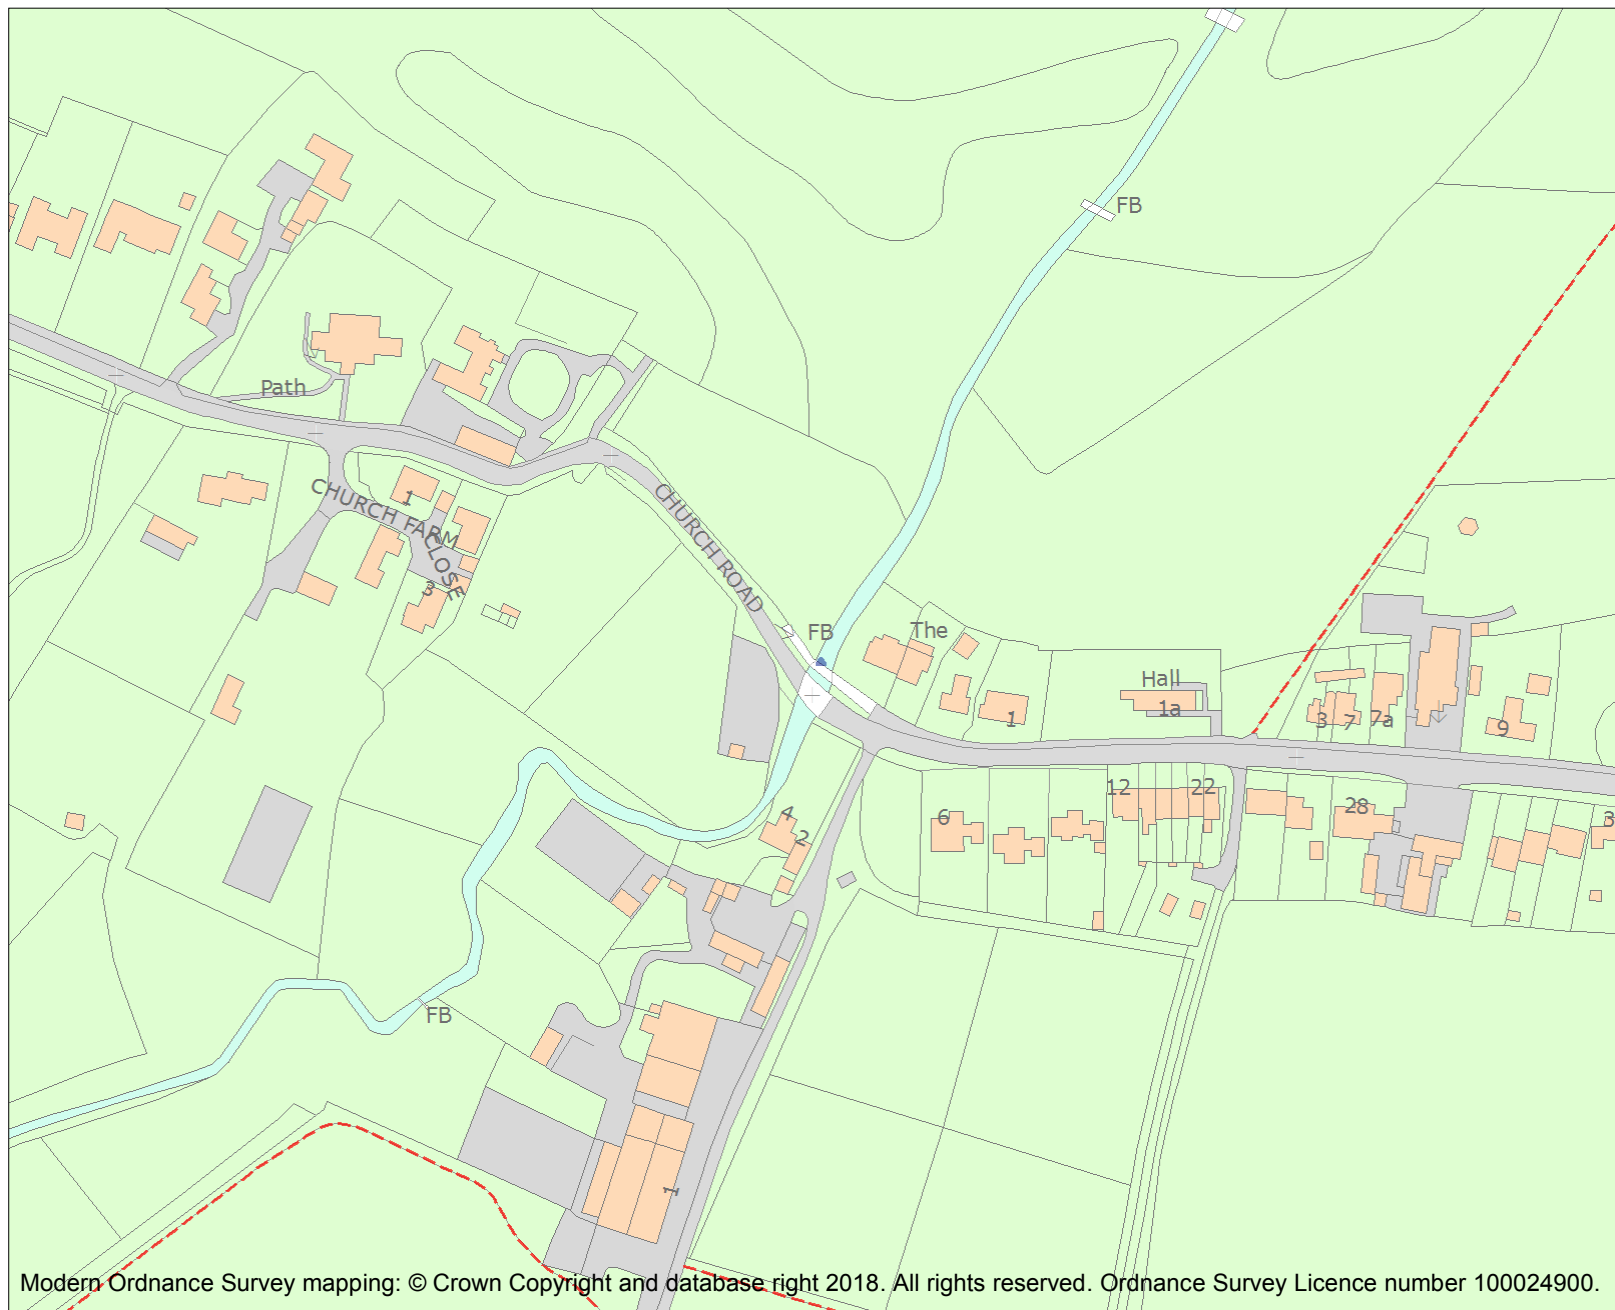 FB
Path
1
CHURCH FARM
CLOSE
3
CHURCH ROAD
FB
The
Hall
1a
1
3
7
7a
9
12
22
28
6
4
2
3
FB
1
Modern Ordnance Survey mapping: © Crown Copyright and database right 2018. All rights reserved. Ordnance Survey Licence number 100024900.